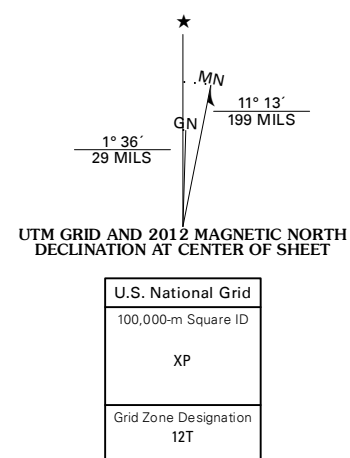 ★
MN
11° 13´
199 MILS
GN
1° 36´
29 MILS
UTM GRID AND 2012 MAGNETIC NORTH
DECLINATION AT CENTER OF SHEET
U.S. National Grid
100,000-m Square ID
XP
Grid Zone Designation
12T